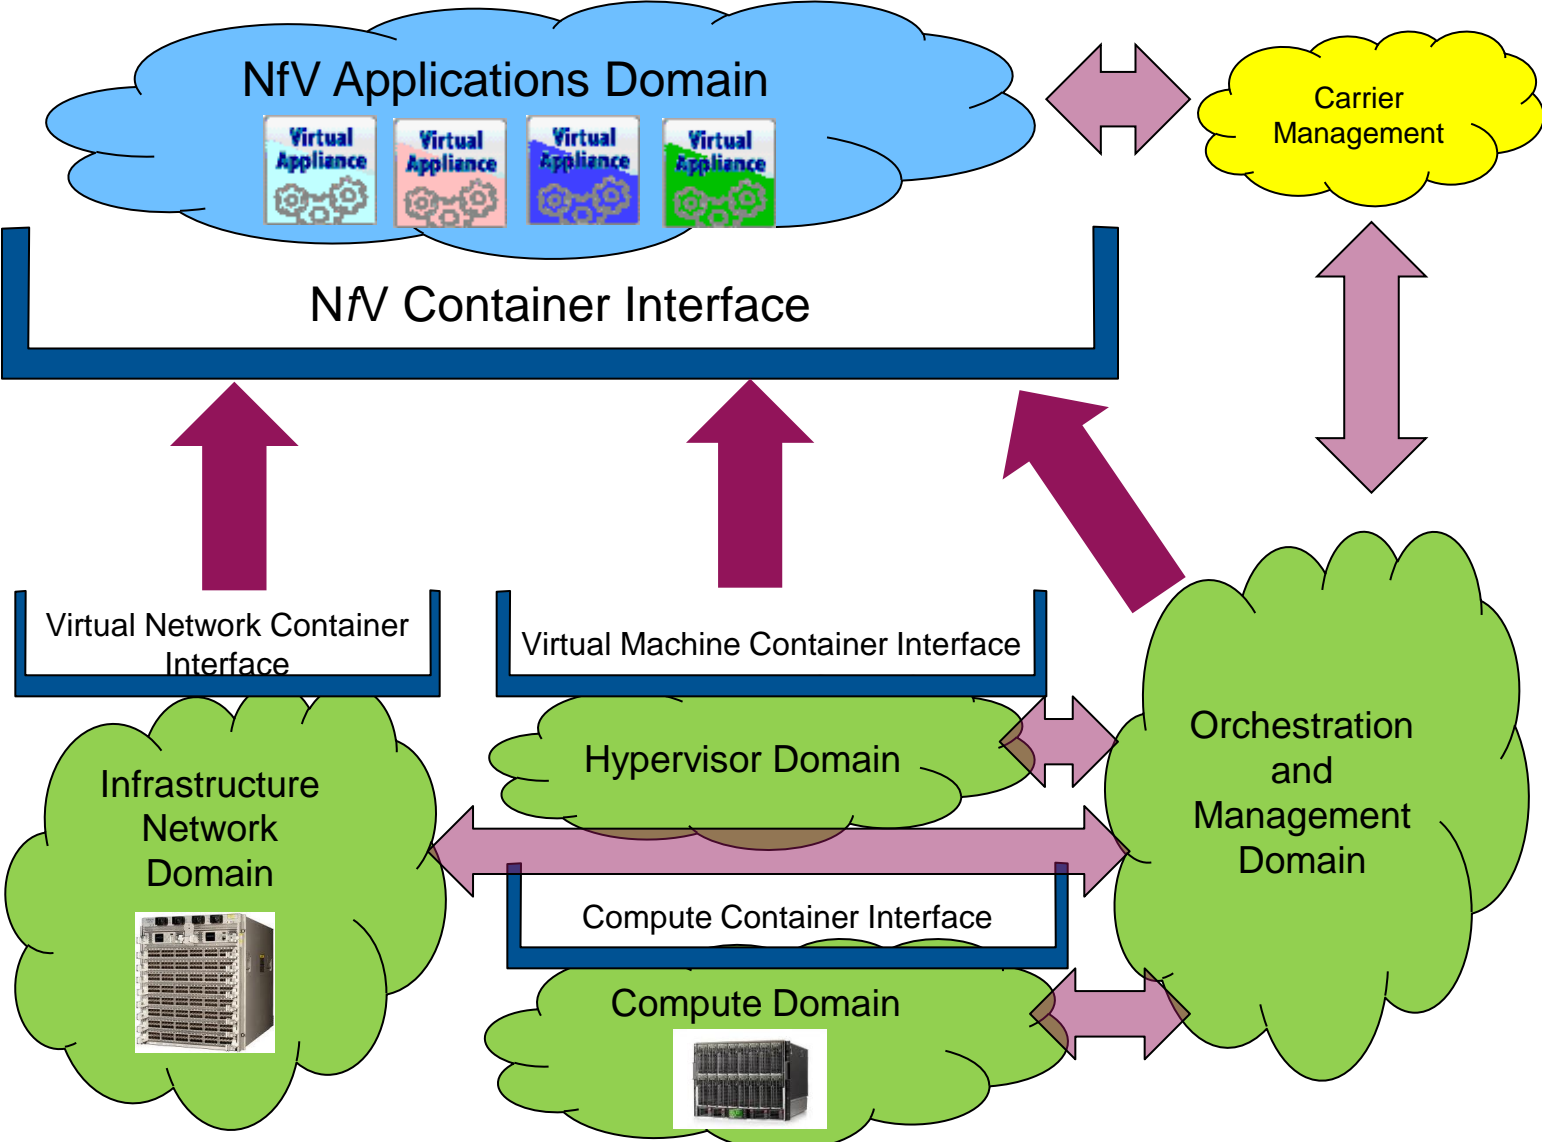 NfV Applications Domain
Carrier
Management
Virtual
Appliance
Virtual
Appliance
Virtual
Appliance
Virtual
Appliance
NfV Container Interface
Virtual Network Container
Interface
Virtual Machine Container Interface
Hypervisor Domain
Orchestration
and
Management
Domain
Infrastructure
Network
Domain
Compute Container Interface
Compute Domain